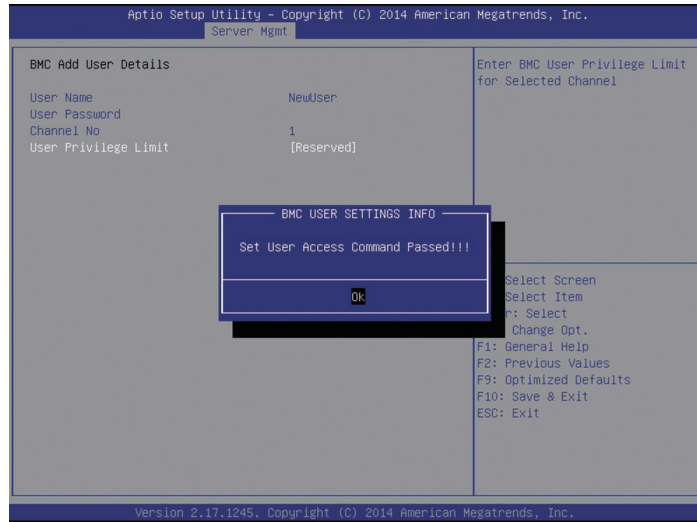 Aptio Setup Utility – Copyright (C) 2014 American Megatrends, Inc.
Server Mgmt
BMC Add User Details
User Name NewUser
User Password
Channel No 1
User Privilege Limit [Reserved]
Enter BMC User Privilege Limit
for Selected Channel
BMC USER SETTINGS INFO
Set User Access Command Passed!!!
Ok
Select Screen
Select Item
r: Select
Change Opt.
F1: General Help
F2: Previous Values
F9: Optimized Defaults
F10: Save & Exit
ESC: Exit
Version 2.17.1245. Copyright (C) 2014 American Megatrends, Inc.